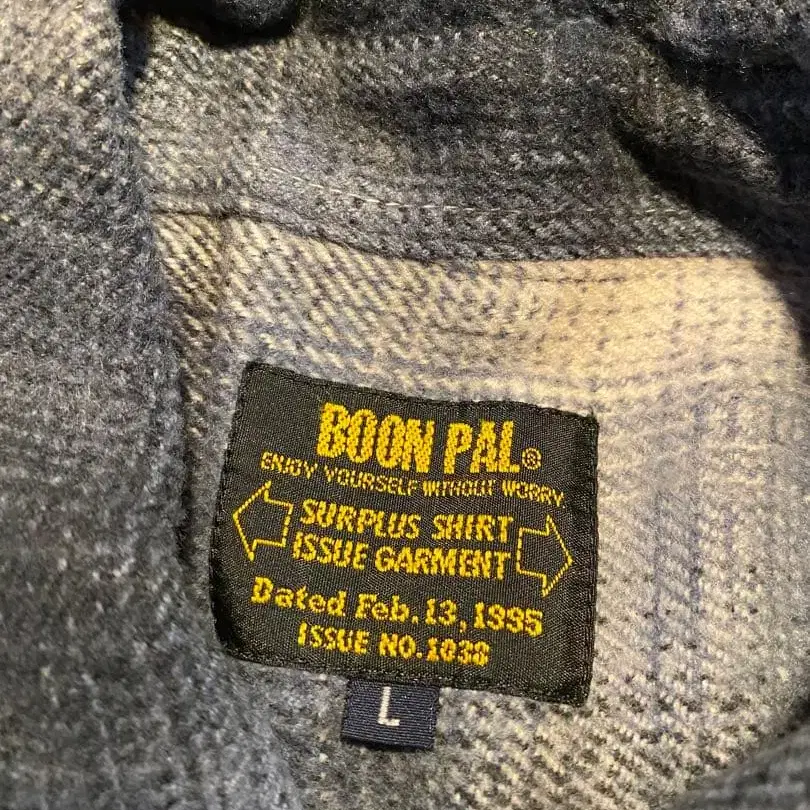 BOON PAL®
ENJOY YOURSELF WITHOUT WORRY.
SURPLUS SHIRT
ISSUE GARMENT
Dated Feb.13,1995
ISSUE NO.1038
L